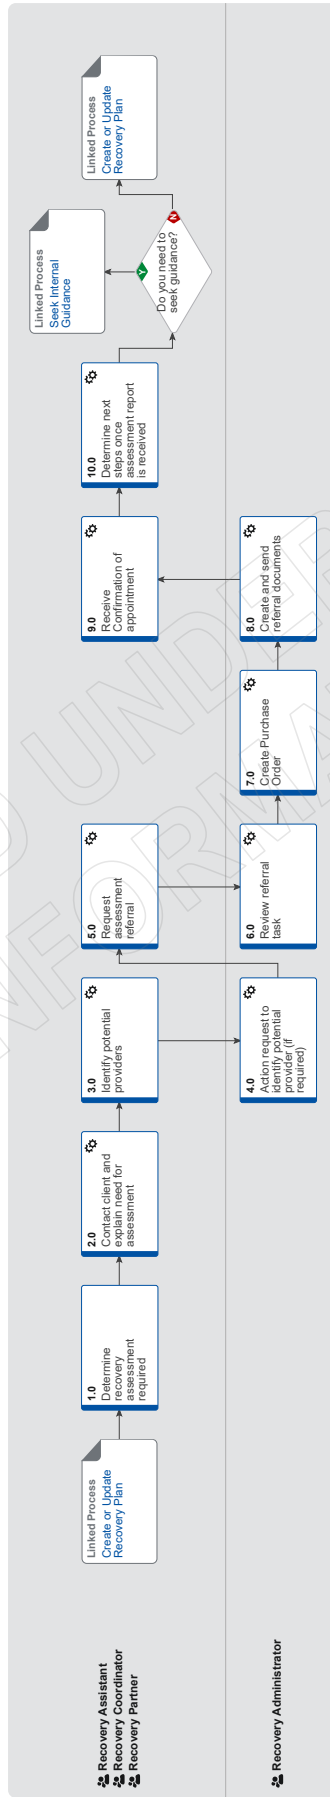 Recovery Assistant
Recovery Coordinator
Recovery Partner
Linked Process
Create or Update
Recovery Plan
1.0
Determine
recovery
assessment
required
2.0
Contact client and
explain need for
assessment
3.0
Identify potential
providers
5.0
Request
assessment
referral
9.0
Receive
Confirmation of
appointment
10.0
Determine next
steps once
assessment report
is received
Do you need to
seek guidance?
Y
N
Linked Process
Seek Internal
Guidance
Linked Process
Create or Update
Recovery Plan
Recovery Administrator
4.0
Action request to
identify potential
provider (if
required)
6.0
Review referral
task
7.0
Create Purchase
Order
8.0
Create and send
referral documents
D UNDER
INFORMA